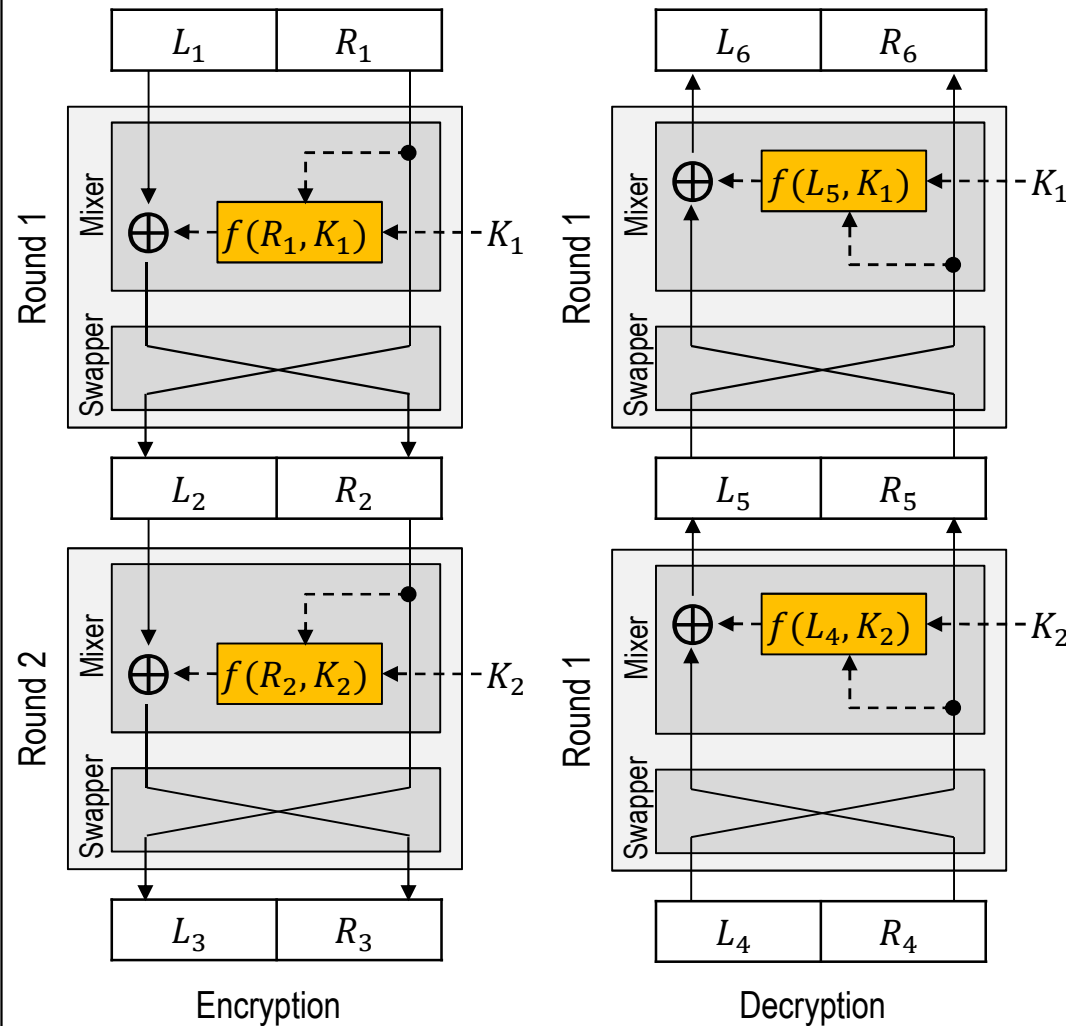 L₁ R₁
Round 1
Mixer
f(R₁, K₁)
K₁
Swapper
L₂ R₂
Round 2
Mixer
f(R₂, K₂)
K₂
Swapper
L₃ R₃
Encryption
L₆ R₆
Round 1
Mixer
f(L₅, K₁)
K₁
Swapper
L₅ R₅
Round 1
Mixer
f(L₄, K₂)
K₂
Swapper
L₄ R₄
Decryption